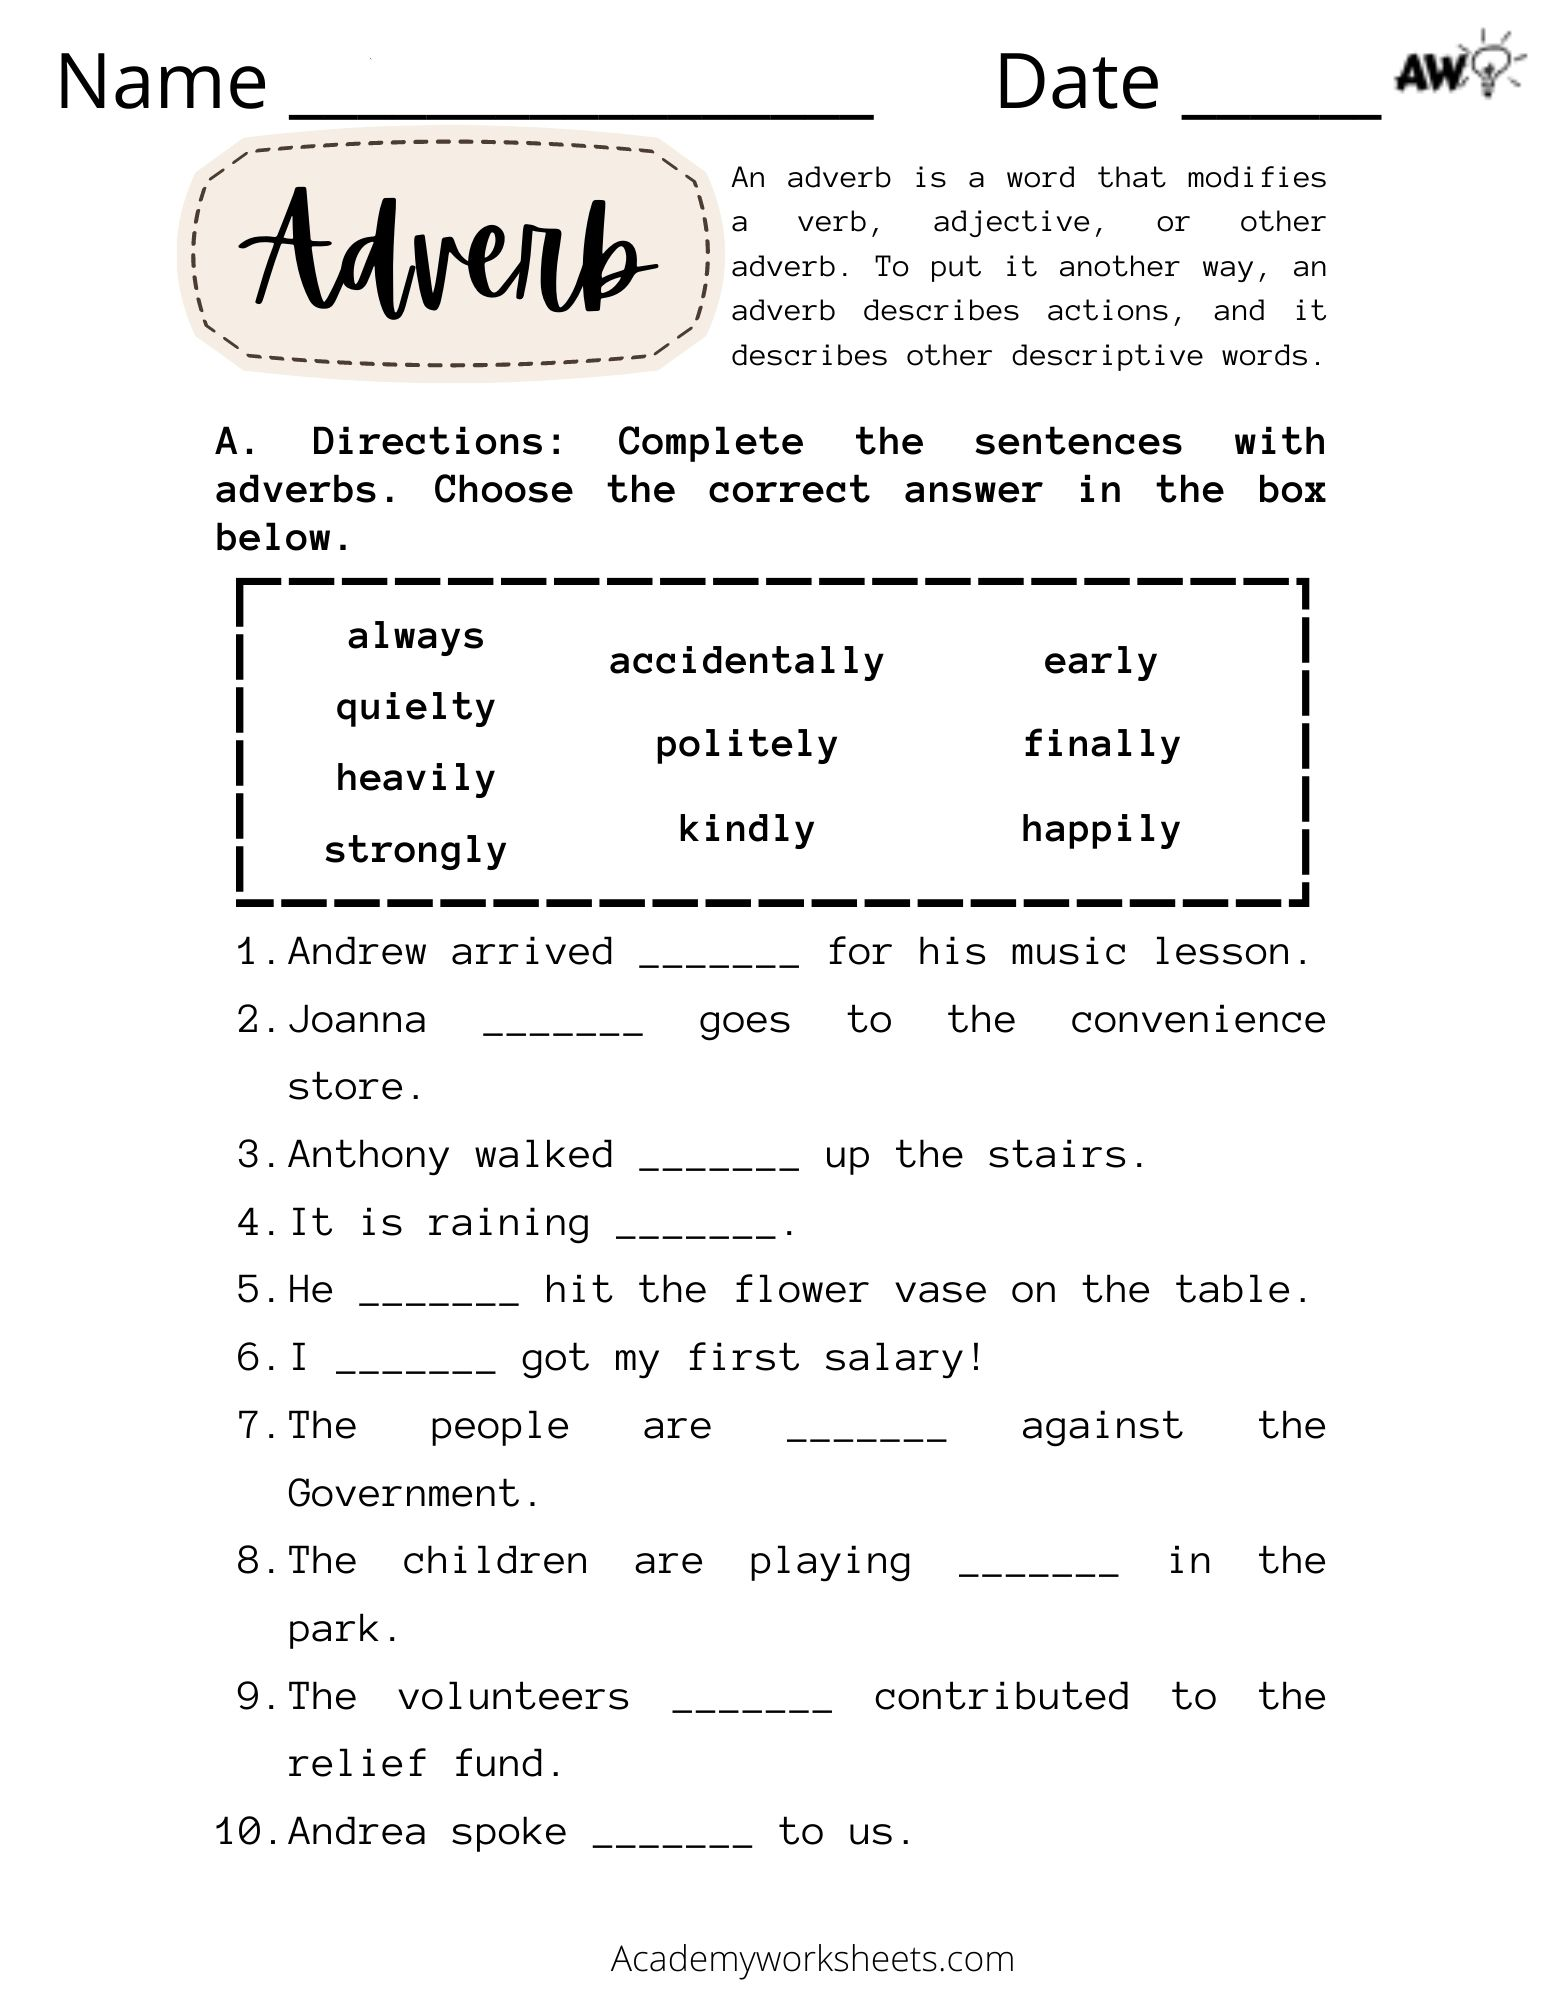 Name _________________ Date ______ AW
Adverb
An adverb is a word that modifies
a verb, adjective, or other
adverb. To put it another way, an
adverb describes actions, and it
describes other descriptive words.
A. Directions: Complete the sentences with
adverbs. Choose the correct answer in the box
below.
always
quielty
heavily
strongly
accidentally
politely
kindly
early
finally
happily
1. Andrew arrived _______ for his music lesson.
2. Joanna _______ goes to the convenience
store.
3. Anthony walked _______ up the stairs.
4. It is raining _______.
5. He _______ hit the flower vase on the table.
6. I _______ got my first salary!
7. The people are _______ against the
Government.
8. The children are playing _______ in the
park.
9. The volunteers _______ contributed to the
relief fund.
10. Andrea spoke _______ to us.
Academyworksheets.com